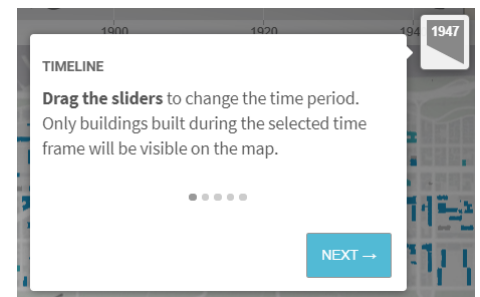 1900 1920 194
1947
TIMELINE
Drag the sliders to change the time period.
Only buildings built during the selected time
frame will be visible on the map.
NEXT →